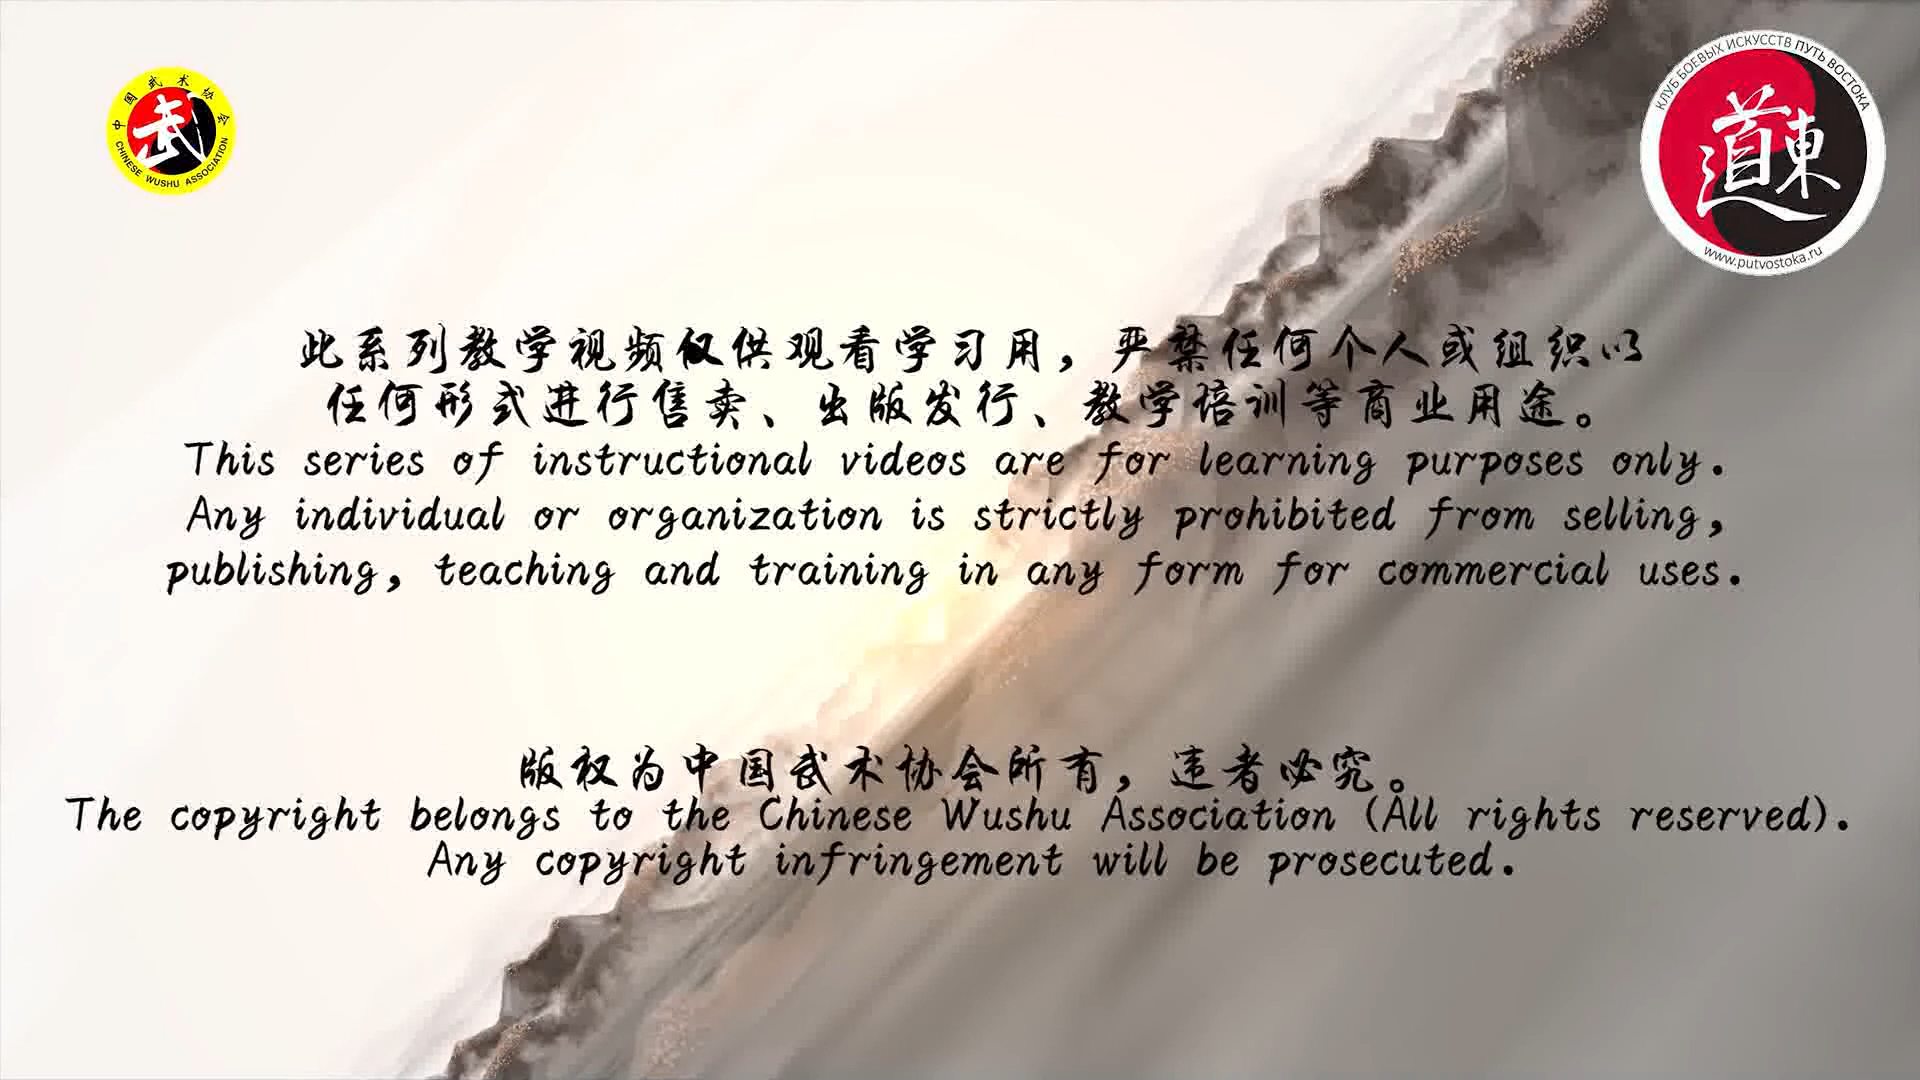 中国武术协会
武
CHINESE WUSHU ASSOCIATION
КЛУБ БОЕВЫХ ИСКУССТВ ПУТЬ ВОСТОКА
道東
www.putvostoka.ru
此系列教学视频仅供观看学习用，严禁任何个人或组织以
任何形式进行售卖、出版发行、教学培训等商业用途。
This series of instructional videos are for learning purposes only.
Any individual or organization is strictly prohibited from selling,
publishing, teaching and training in any form for commercial uses.
版权为中国武术协会所有，违者必究。
The copyright belongs to the Chinese Wushu Association (All rights reserved).
Any copyright infringement will be prosecuted.